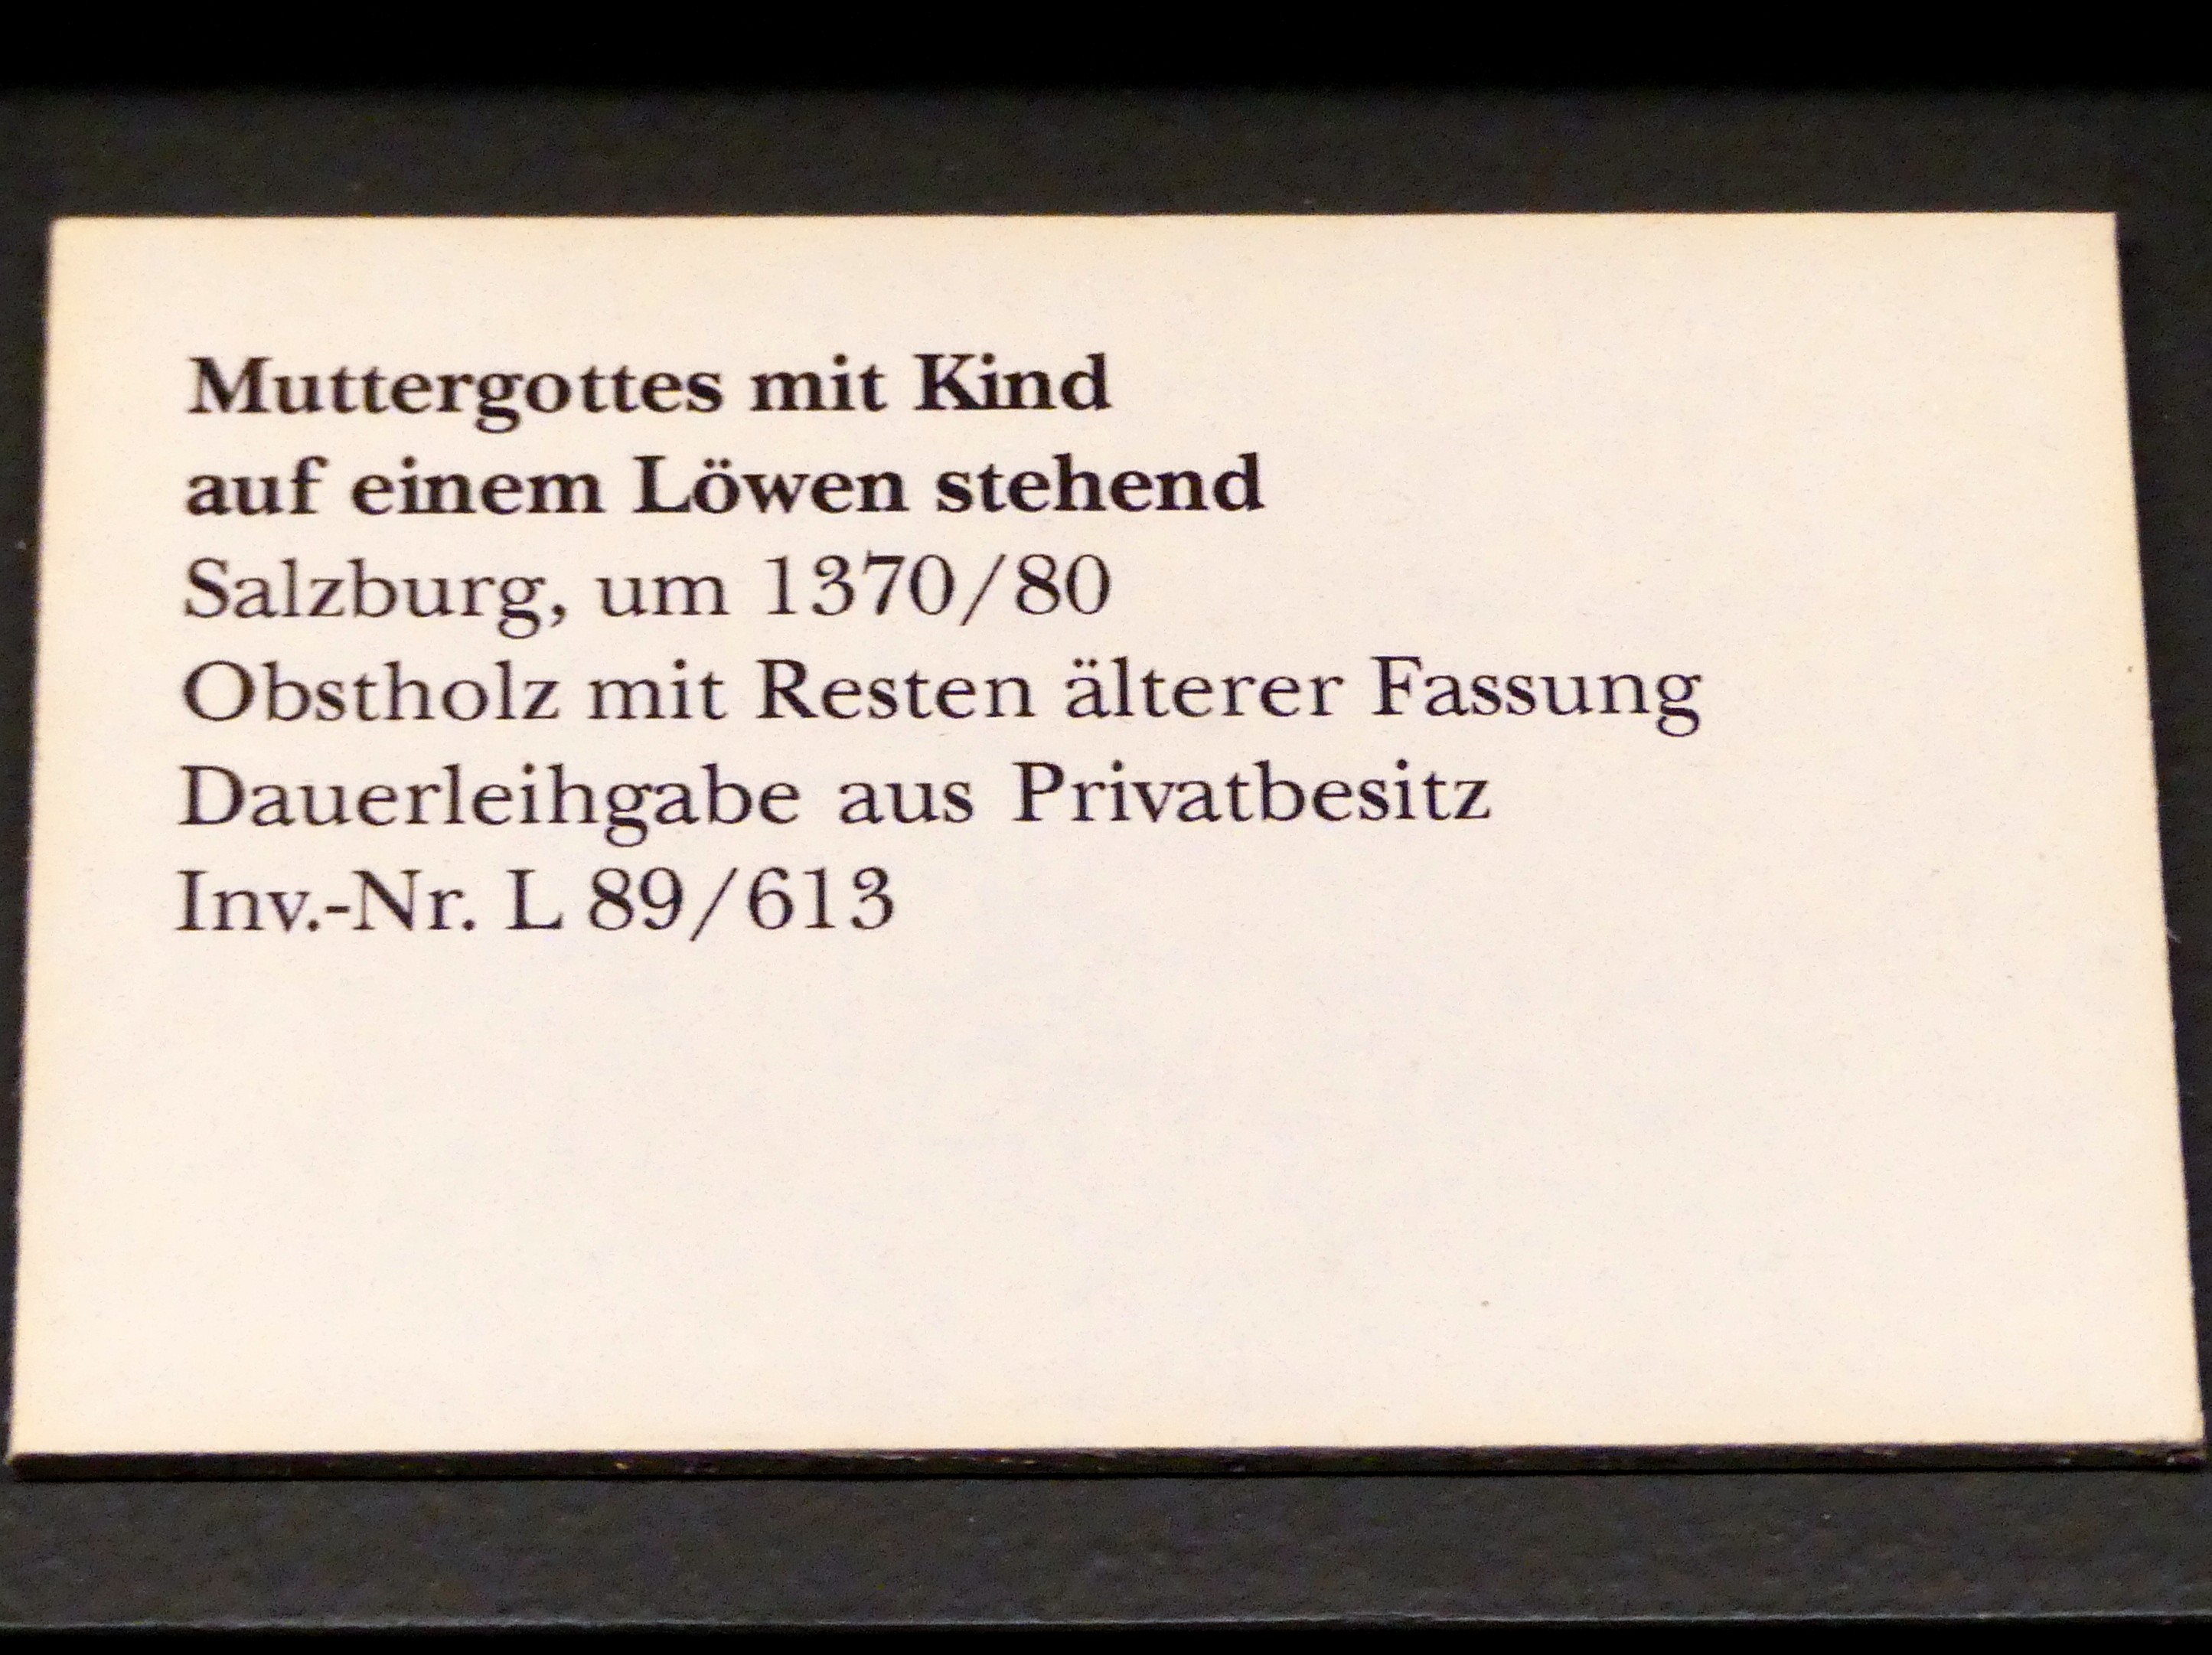 Muttergottes mit Kind
auf einem Löwen stehend
Salzburg, um 1370/80
Obstholz mit Resten älterer Fassung
Dauerleihgabe aus Privatbesitz
Inv.-Nr. L 89/613